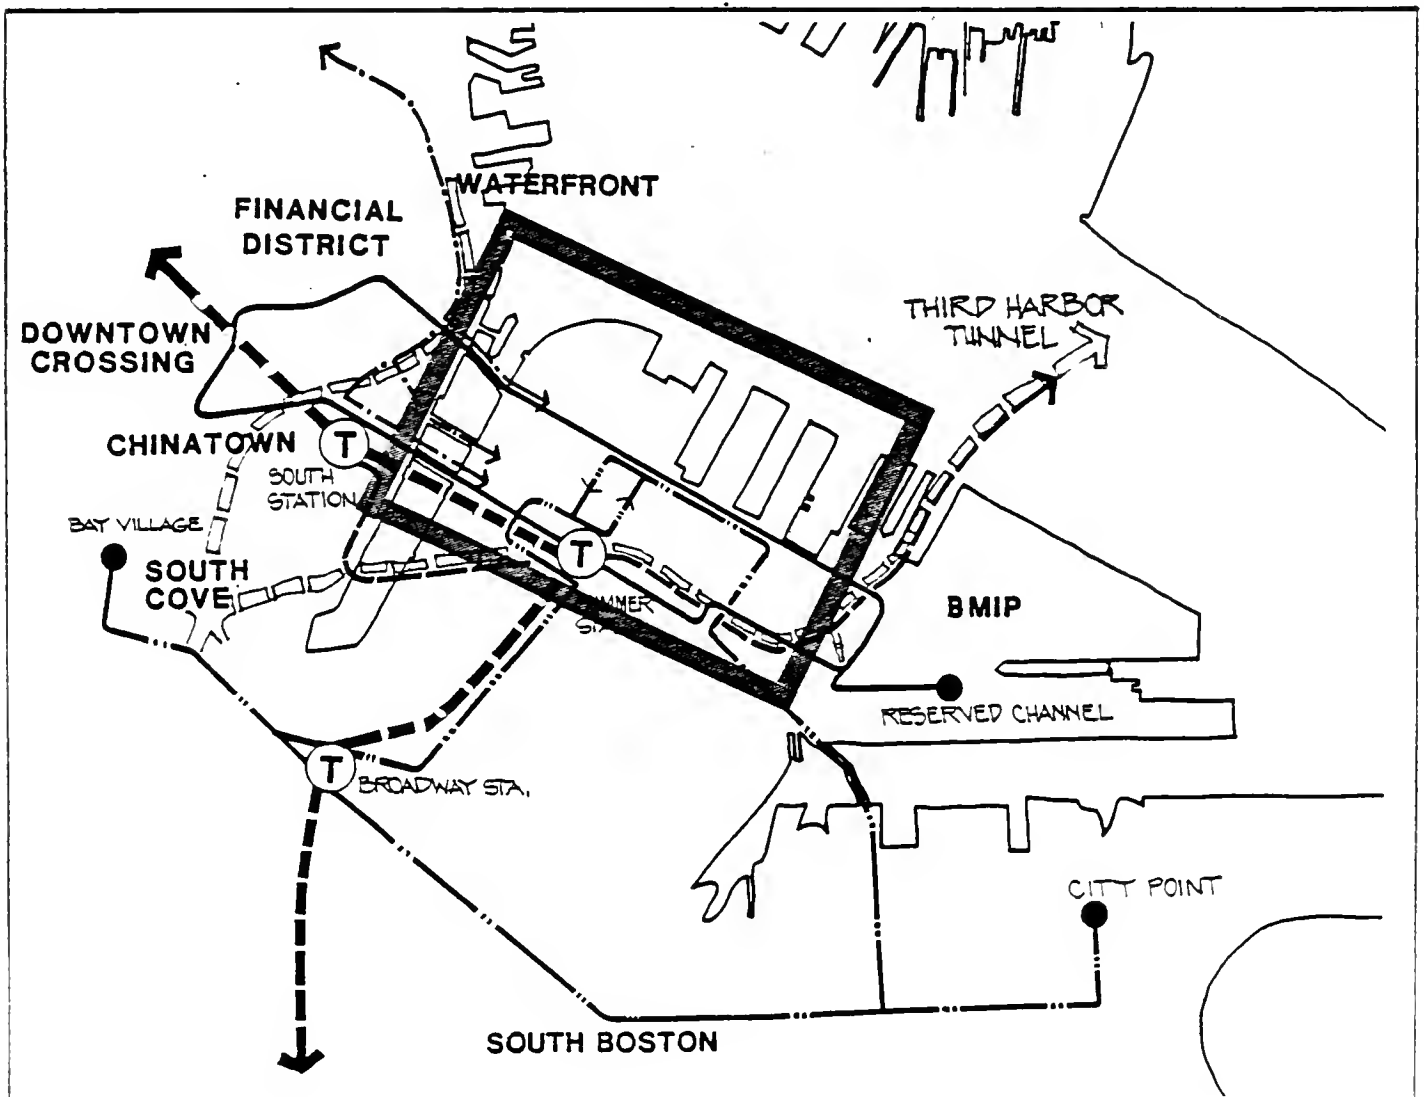 WATERFRONT
FINANCIAL
DISTRICT
THIRD HARBOR
TUNNEL
DOWNTOWN
CROSSING
CHINATOWN
T
SOUTH
STATION
BAY VILLAGE
SOUTH
COVE
T
BMIP
RESERVED CHANNEL
T
BROADWAY STA.
CITY POINT
SOUTH BOSTON